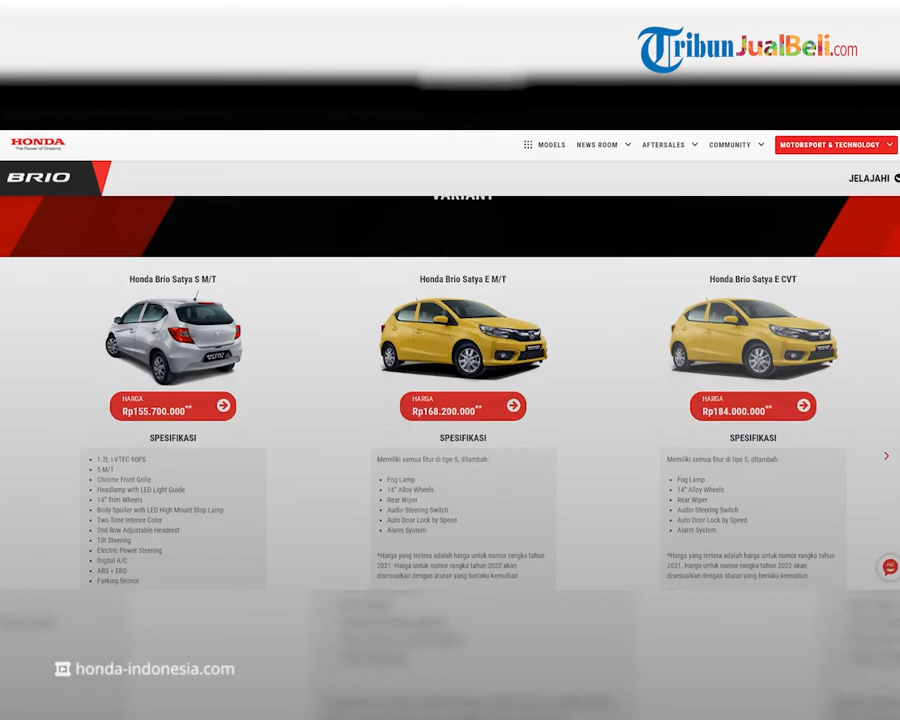 TribunJualBeli.com
HONDA
The Power of Dreams
MODELS NEWS ROOM AFTERSALES COMMUNITY MOTORSPORT & TECHNOLOGY
BRIO
JELAJAHI
VARIANT
Honda Brio Satya S M/T
HARGA
Rp155.700.000**
SPESIFIKASI
• 1.2L i-VTEC 90PS
• 5 M/T
• Chrome Front Grille
• Headlamp with LED Light Guide
• 14" Trim Wheels
• Body Spoiler with LED High Mount Stop Lamp
• Two Tone Interior Color
• 2nd Row Adjustable Headrest
• Tilt Steering
• Electric Power Steering
• Digital A/C
• ABS + EBD
• Parking Sensor
Honda Brio Satya E M/T
HARGA
Rp168.200.000**
SPESIFIKASI
Memiliki semua fitur di tipe S, ditambah:
• Fog Lamp
• 14" Alloy Wheels
• Rear Wiper
• Audio Steering Switch
• Auto Door Lock by Speed
• Alarm System
*Harga yang tertera adalah harga untuk nomor rangka tahun
2021. Harga untuk nomor rangka tahun 2022 akan
disesuaikan dengan aturan yang berlaku kemudian
Honda Brio Satya E CVT
HARGA
Rp184.000.000**
SPESIFIKASI
Memiliki semua fitur di tipe S, ditambah:
• Fog Lamp
• 14" Alloy Wheels
• Rear Wiper
• Audio Steering Switch
• Auto Door Lock by Speed
• Alarm System
*Harga yang tertera adalah harga untuk nomor rangka tahun
2021. Harga untuk nomor rangka tahun 2022 akan
disesuaikan dengan aturan yang berlaku kemudian
honda-indonesia.com